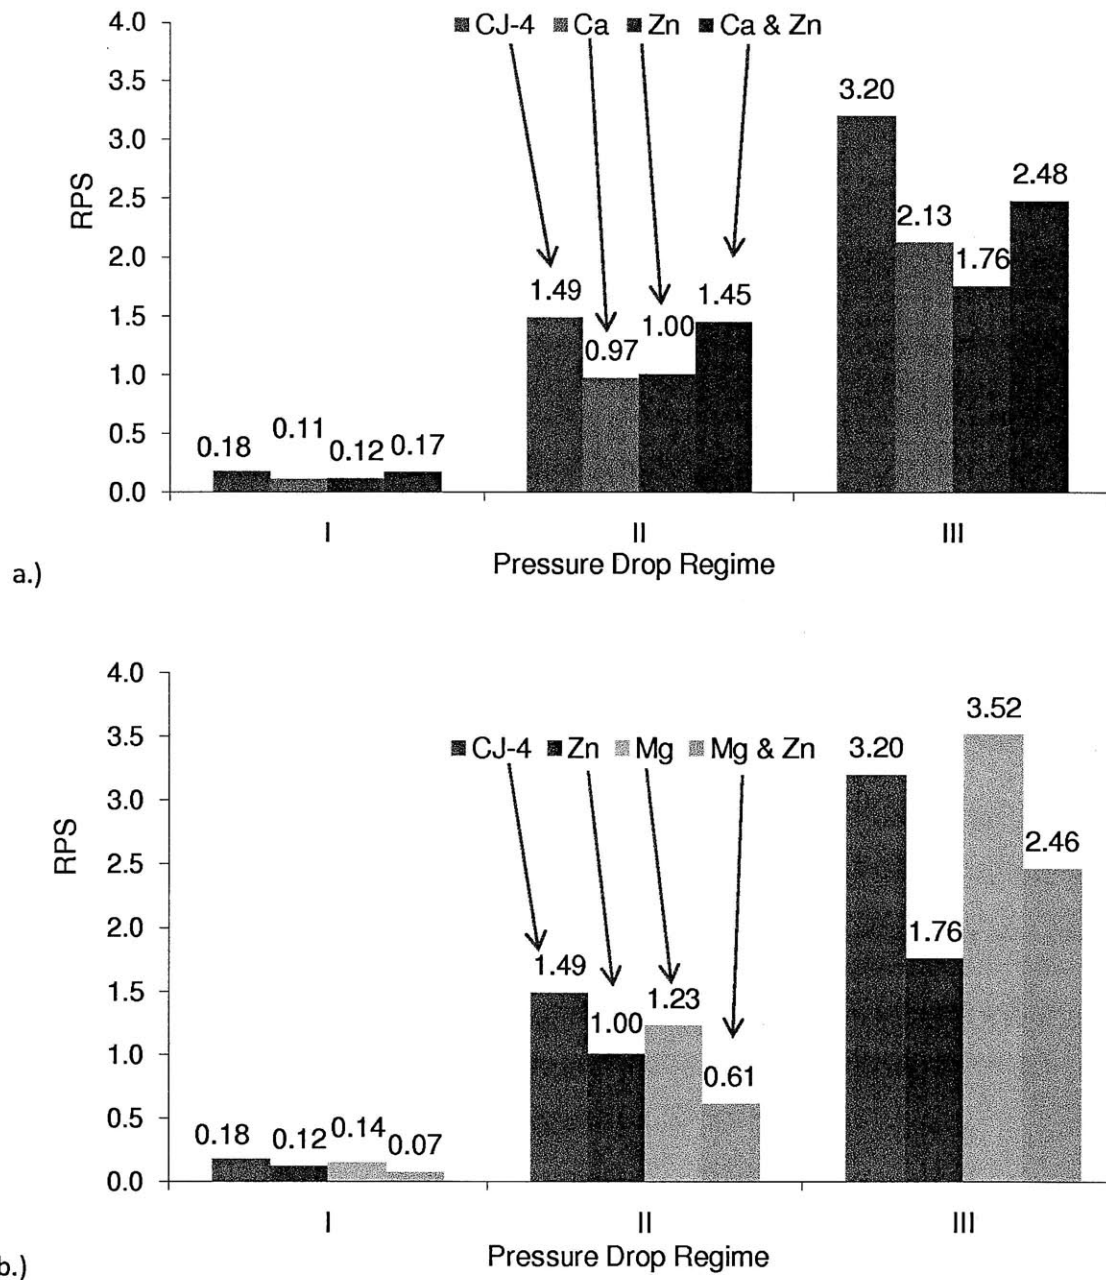 4.0
CJ-4 Ca Zn Ca & Zn
3.5
3.20
3.0
2.5
2.48
2.13
RPS
2.0
1.76
1.49
1.45
1.5
1.00
0.97
1.0
0.5
0.18 0.11 0.12 0.17
0.0
I II III
Pressure Drop Regime
a.)
4.0
3.52
3.5
CJ-4 Zn Mg Mg & Zn
3.20
3.0
2.5
2.46
RPS
2.0
1.76
1.49
1.5
1.23
1.00
1.0
0.61
0.5
0.18 0.12 0.14 0.07
0.0
I II III
Pressure Drop Regime
b.)